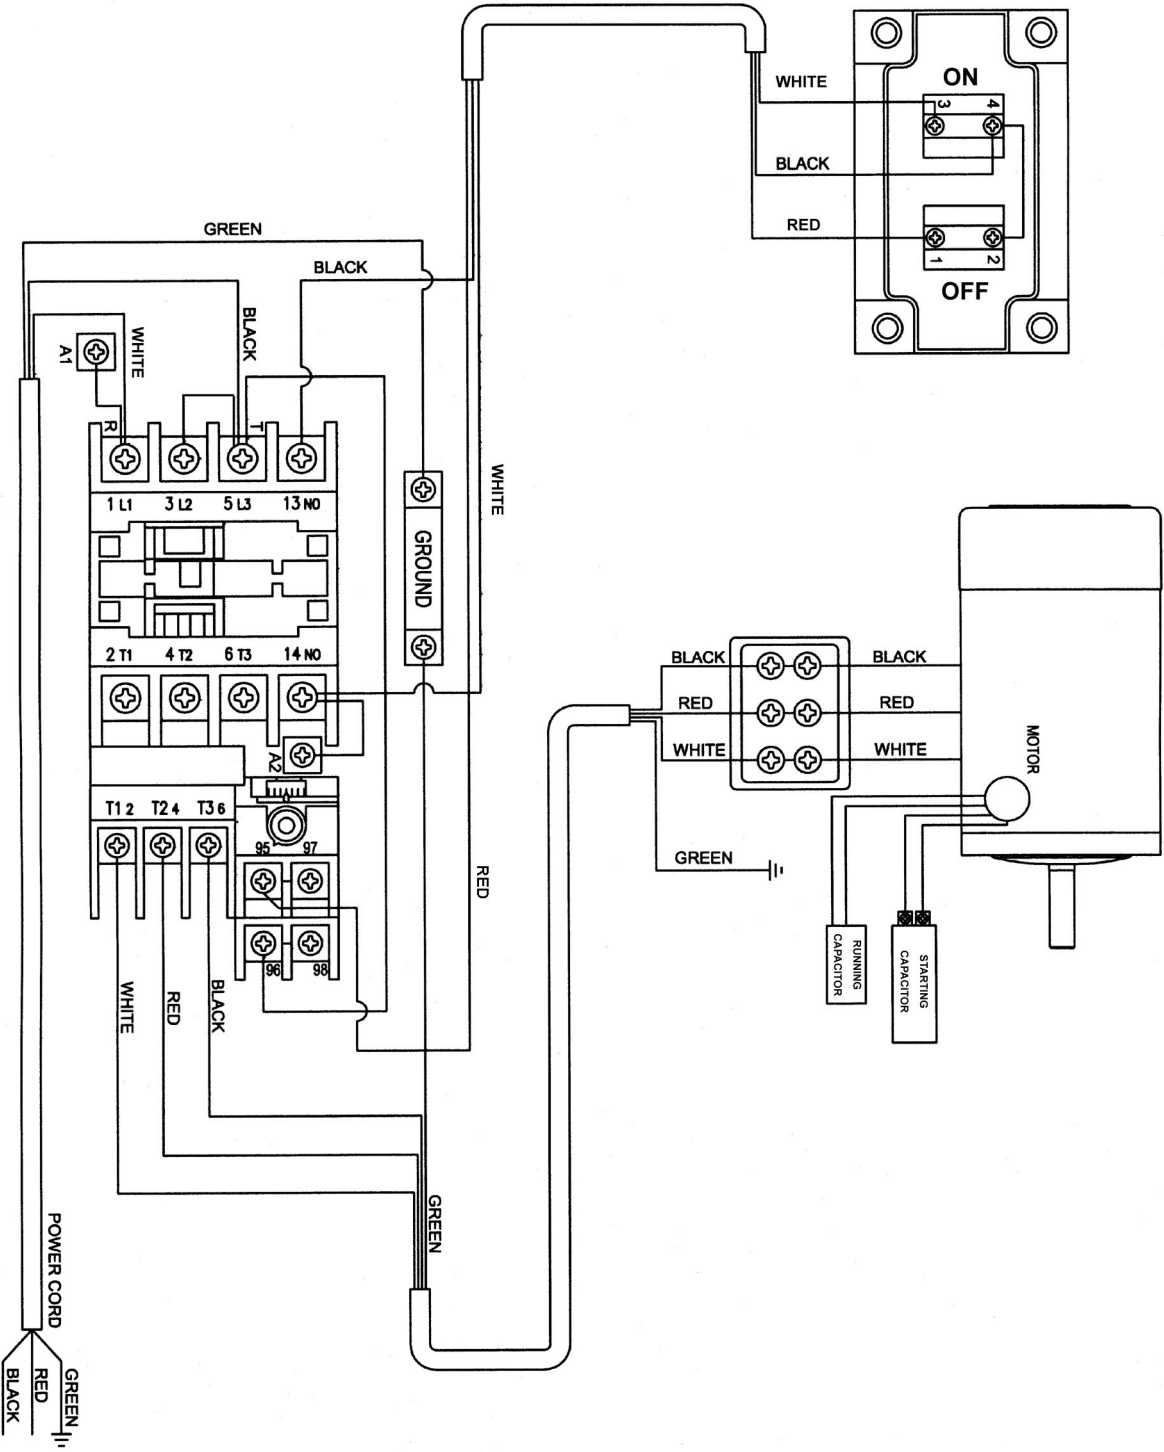 WHITE
BLACK
RED
ON
3 4
1 2
OFF
GREEN
BLACK
BLACK
WHITE
A1
R
T
1 L1 3 L2 5 L3 13 NO
GROUND
WHITE
2 T1 4 T2 6 T3 14 NO
A2
T1 2 T2 4 T3 6
95 97
96 98
RED
WHITE
RED
BLACK
GREEN
BLACK
RED
WHITE
GREEN
BLACK
RED
WHITE
MOTOR
RUNNING
CAPACITOR
STARTING
CAPACITOR
POWER CORD
GREEN
RED
BLACK